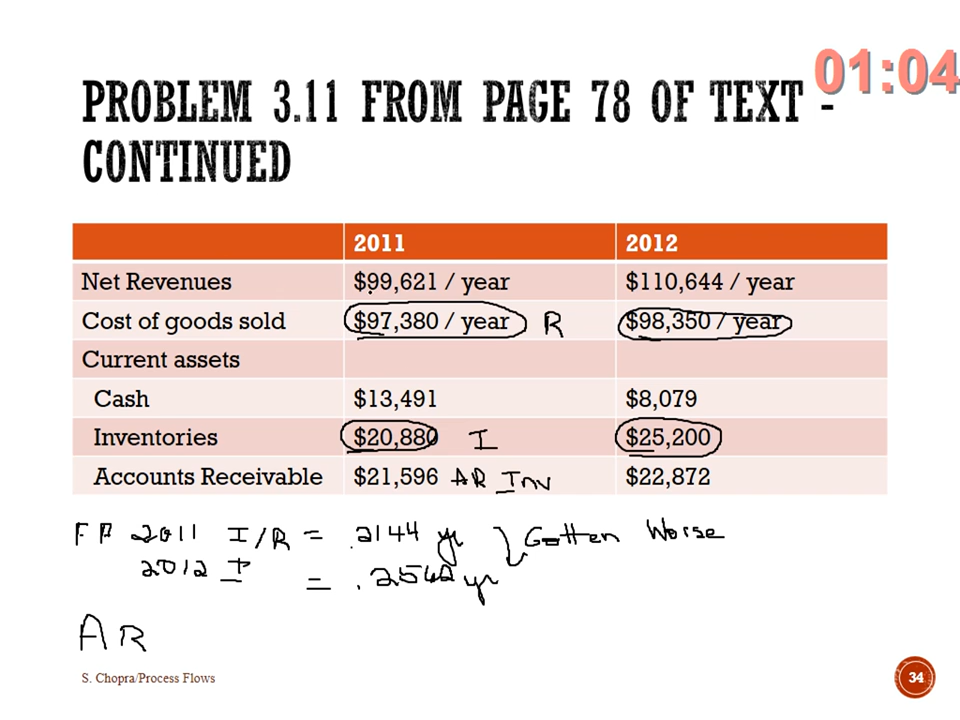 01:04
PROBLEM 3.11 FROM PAGE 78 OF TEXT -
CONTINUED
2011 2012
Net Revenues $99,621 / year $110,644 / year
Cost of goods sold $97,380 / year R $98,350 / year
Current assets
Cash $13,491 $8,079
Inventories $20,880 I $25,200
Accounts Receivable $21,596 AR Inv $22,872
2011 I/R = .2144 yr Gotten Worse
2012 I = .2562 yr
AR
S. Chopra/Process Flows
34